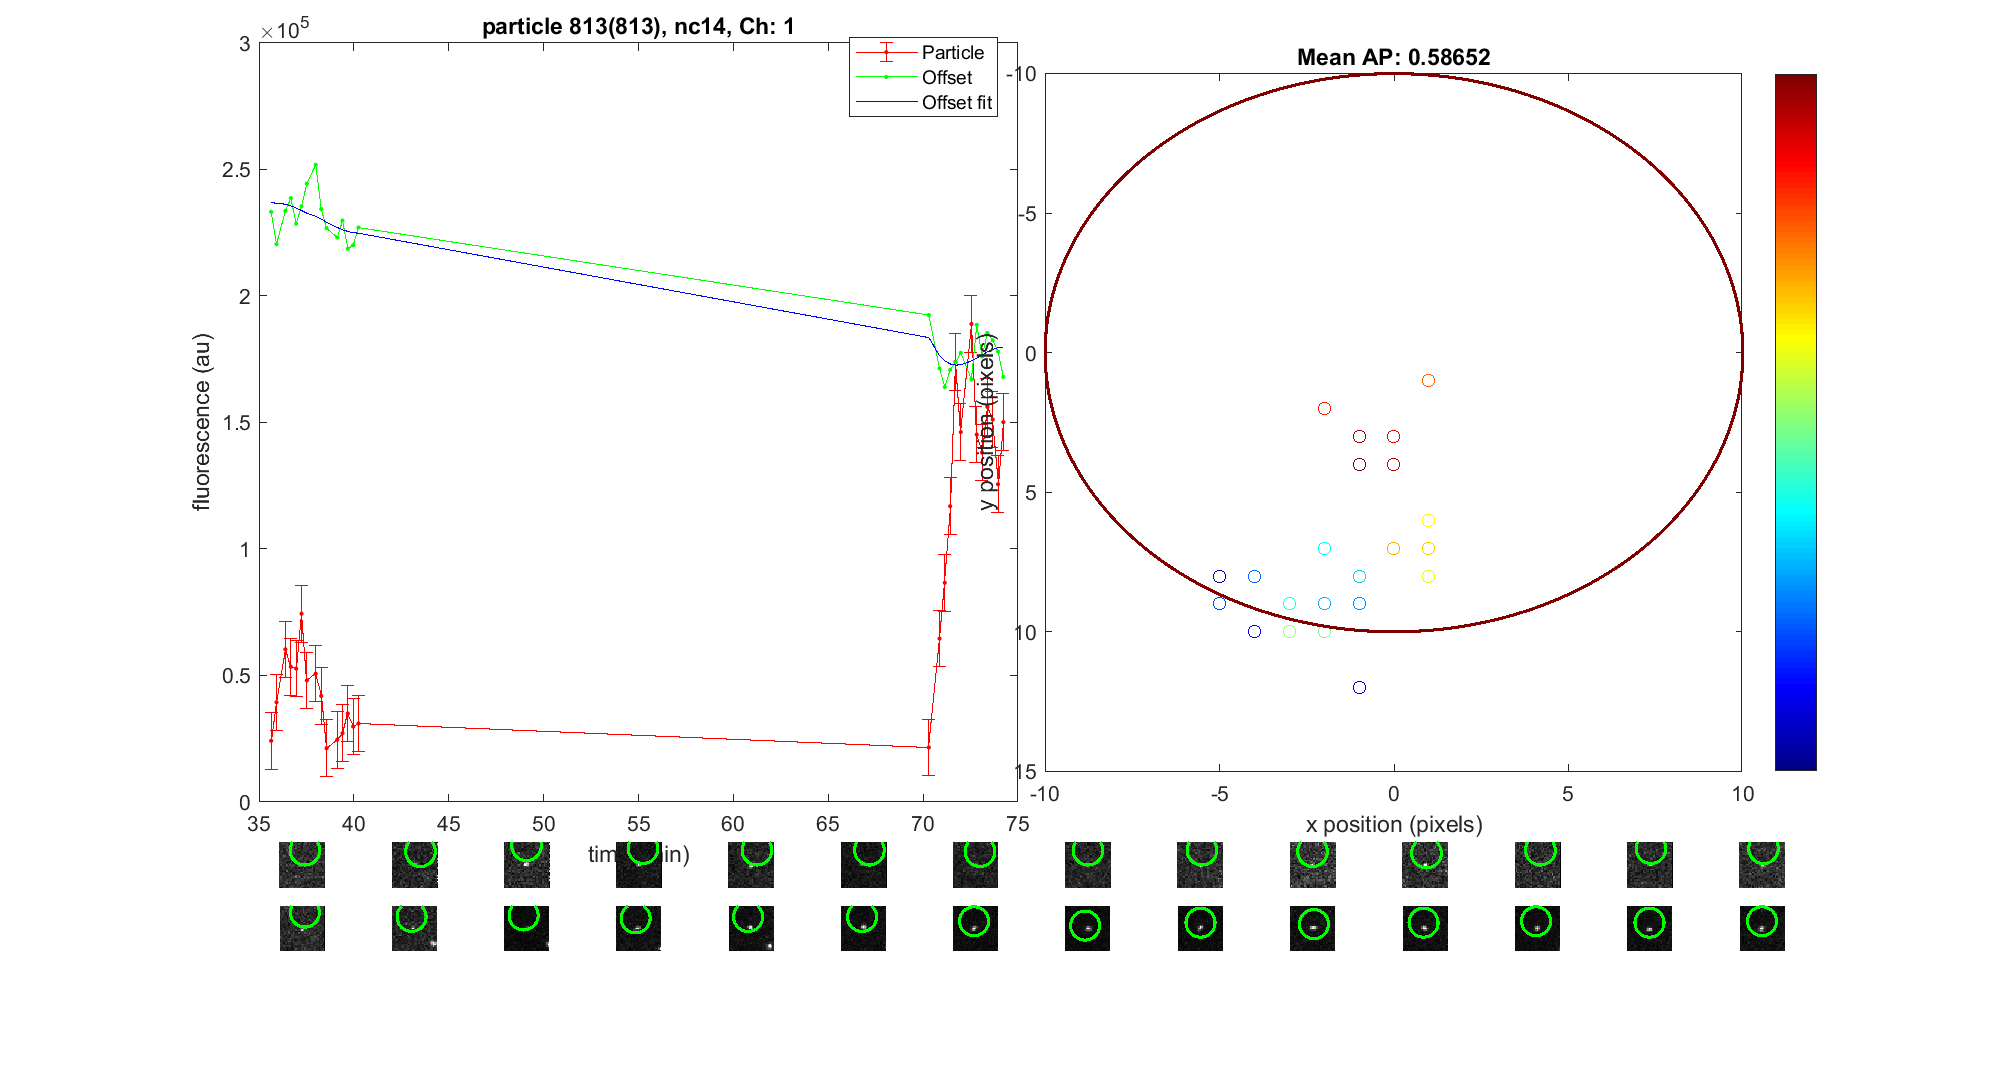 particle 813(813), nc14, Ch: 1
×10^5
3
2.5
2
1.5
1
0.5
0
fluorescence (au)
35 40 45 50 55 60 65 70 75
Particle
Offset
Offset fit
Mean AP: 0.58652
-10
-5
0
5
10
15
y position (pixels)
-10 -5 0 5 10
x position (pixels)